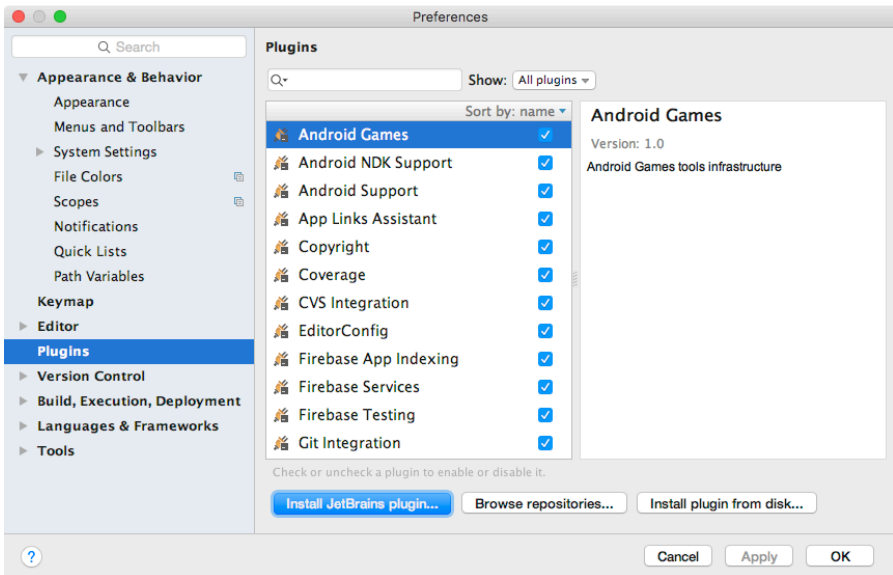 Preferences
Search
Appearance & Behavior
Appearance
Menus and Toolbars
System Settings
File Colors
Scopes
Notifications
Quick Lists
Path Variables
Keymap
Editor
Plugins
Version Control
Build, Execution, Deployment
Languages & Frameworks
Tools
Plugins
Show: All plugins
Sort by: name
Android Games
Android NDK Support
Android Support
App Links Assistant
Copyright
Coverage
CVS Integration
EditorConfig
Firebase App Indexing
Firebase Services
Firebase Testing
Git Integration
Android Games
Version: 1.0
Android Games tools infrastructure
Check or uncheck a plugin to enable or disable it.
Install JetBrains plugin... Browse repositories... Install plugin from disk...
? Cancel Apply OK